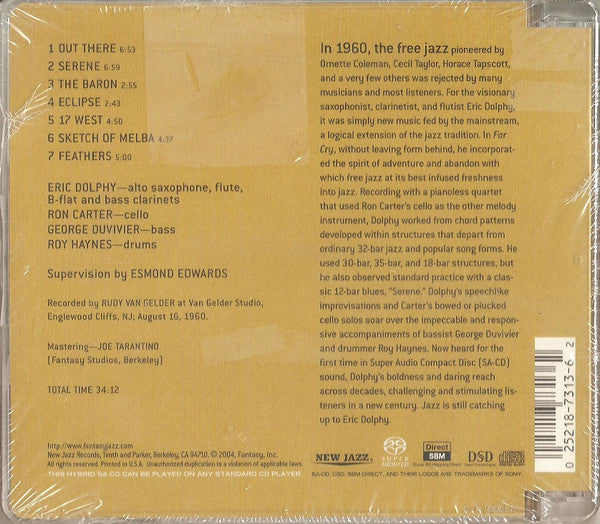 1 OUT THERE 6:53
2 SERENE 6:59
3 THE BARON 2:55
4 ECLIPSE 2:43
5 17 WEST 4:50
6 SKETCH OF MELBA 4:37
7 FEATHERS 5:00
ERIC DOLPHY—alto saxophone, flute,
B-flat and bass clarinets
RON CARTER—cello
GEORGE DUVIVIER—bass
ROY HAYNES—drums
Supervision by ESMOND EDWARDS
Recorded by RUDY VAN GELDER at Van Gelder Studio,
Englewood Cliffs, NJ; August 16, 1960.
Mastering—JOE TARANTINO
(Fantasy Studios, Berkeley)
TOTAL TIME 34:12
In 1960, the free jazz pioneered by
Ornette Coleman, Cecil Taylor, Horace Tapscott,
and a very few others was rejected by many
musicians and most listeners. For the visionary
saxophonist, clarinetist, and flutist Eric Dolphy,
it was simply new music fed by the mainstream,
a logical extension of the jazz tradition. In Far
Cry, without leaving form behind, he incorporat-
ed the spirit of adventure and abandon with
which free jazz at its best infused freshness
into jazz. Recording with a pianoless quartet
that used Ron Carter's cello as the other melody
instrument, Dolphy worked from chord patterns
developed within structures that depart from
ordinary 32-bar jazz and popular song forms. He
used 30-bar, 35-bar, and 18-bar structures, but
he also observed standard practice with a clas-
sic 12-bar blues, "Serene." Dolphy's speechlike
improvisations and Carter's bowed or plucked
cello solos soar over the impeccable and respon-
sive accompaniments of bassist George Duvivier
and drummer Roy Haynes. Now heard for the
first time in Super Audio Compact Disc (SA-CD)
sound, Dolphy's boldness and daring reach
across decades, challenging and stimulating lis-
teners in a new century. Jazz is still catching
up to Eric Dolphy.
0 25218-7313-6 2
http://www.fantasyjazz.com
New Jazz Records, Tenth and Parker, Berkeley, CA 94710. © 2004, Fantasy, Inc.
All rights reserved. Printed in U.S.A. Unauthorized duplication is a violation of applicable laws.
THIS HYBRID SA-CD CAN BE PLAYED ON ANY STANDARD CD PLAYER.
NEW JAZZ
SUPER AUDIO CD
Direct
SBM
Super Bit Mapping Direct
DSD
Direct Stream Digital
COMPACT
disc
DIGITAL AUDIO
SA-CD, DSD, SBM DIRECT, AND THEIR LOGOS ARE TRADEMARKS OF SONY.